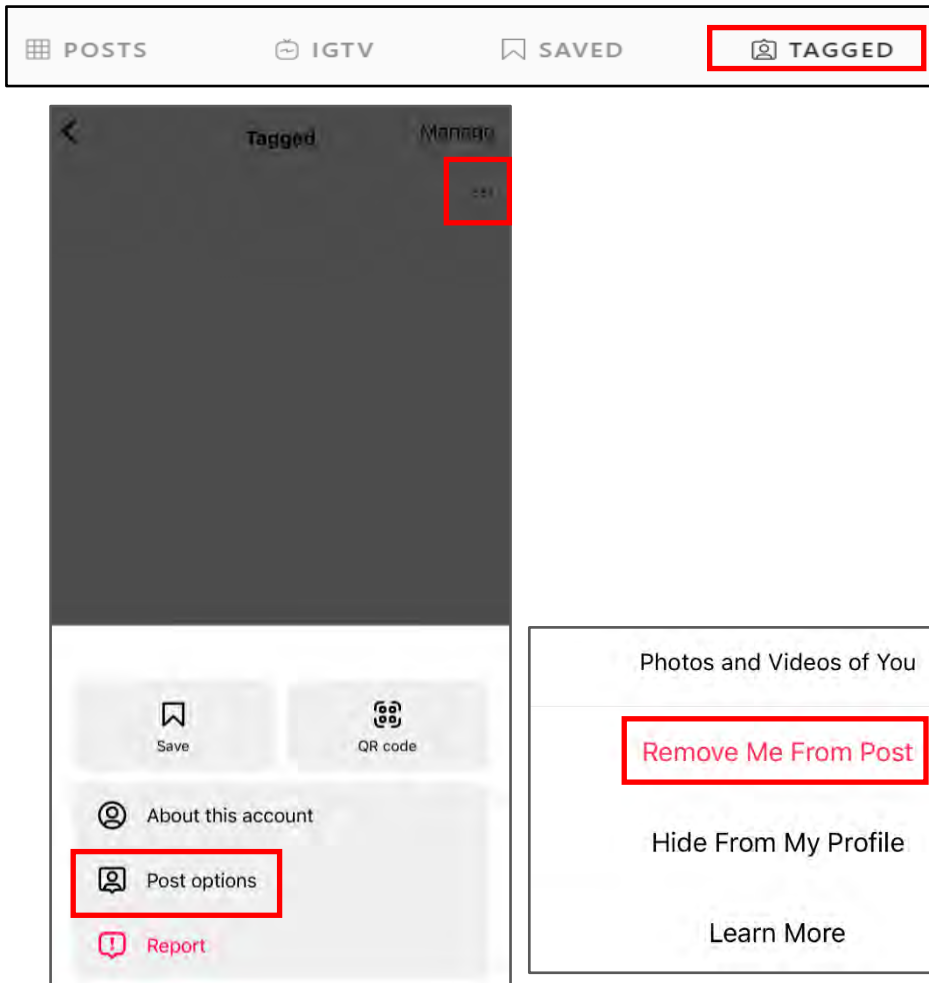 POSTS IGTV SAVED TAGGED
Tagged Manage
Save QR code
About this account
Post options
Report
Photos and Videos of You
Remove Me From Post
Hide From My Profile
Learn More